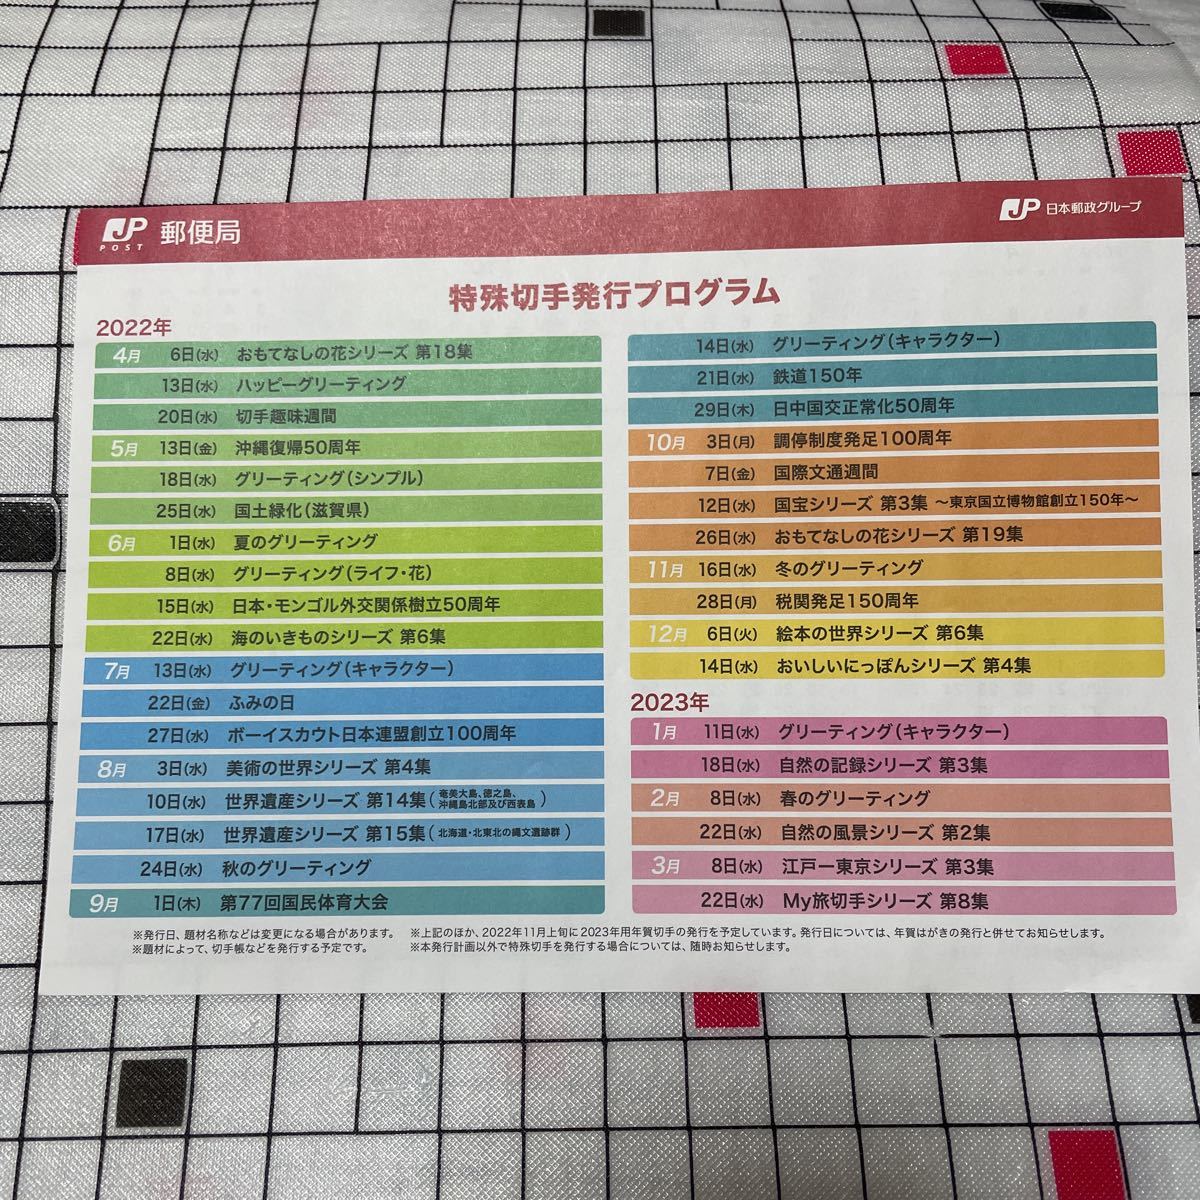 JP POST 郵便局
JP 日本郵政グループ
特殊切手発行プログラム
2022年
4月 6日(水) おもてなしの花シリーズ 第18集
13日(水) ハッピーグリーティング
20日(水) 切手趣味週間
5月 13日(金) 沖縄復帰50周年
18日(水) グリーティング(シンプル)
25日(水) 国土緑化(滋賀県)
6月 1日(水) 夏のグリーティング
8日(水) グリーティング(ライフ・花)
15日(水) 日本・モンゴル外交関係樹立50周年
22日(水) 海のいきものシリーズ 第6集
7月 13日(水) グリーティング(キャラクター)
22日(金) ふみの日
27日(水) ボーイスカウト日本連盟創立100周年
8月 3日(水) 美術の世界シリーズ 第4集
10日(水) 世界遺産シリーズ 第14集(奄美大島、徳之島、沖縄島北部及び西表島)
17日(水) 世界遺産シリーズ 第15集(北海道・北東北の縄文遺跡群)
24日(水) 秋のグリーティング
9月 1日(木) 第77回国民体育大会
14日(水) グリーティング(キャラクター)
21日(水) 鉄道150年
29日(木) 日中国交正常化50周年
10月 3日(月) 調停制度発足100周年
7日(金) 国際文通週間
12日(水) 国宝シリーズ 第3集 ～東京国立博物館創立150年～
26日(水) おもてなしの花シリーズ 第19集
11月 16日(水) 冬のグリーティング
28日(月) 税関発足150周年
12月 6日(火) 絵本の世界シリーズ 第6集
14日(水) おいしいにっぽんシリーズ 第4集
2023年
1月 11日(水) グリーティング(キャラクター)
18日(水) 自然の記録シリーズ 第3集
2月 8日(水) 春のグリーティング
22日(水) 自然の風景シリーズ 第2集
3月 8日(水) 江戸ー東京シリーズ 第3集
22日(水) My旅切手シリーズ 第8集
※発行日、題材名称などは変更になる場合があります。
※題材によって、切手帳などを発行する予定です。
※上記のほか、2022年11月上旬に2023年用年賀切手の発行を予定しています。発行日については、年賀はがきの発行と併せてお知らせします。
※本発行計画以外で特殊切手を発行する場合については、随時お知らせします。